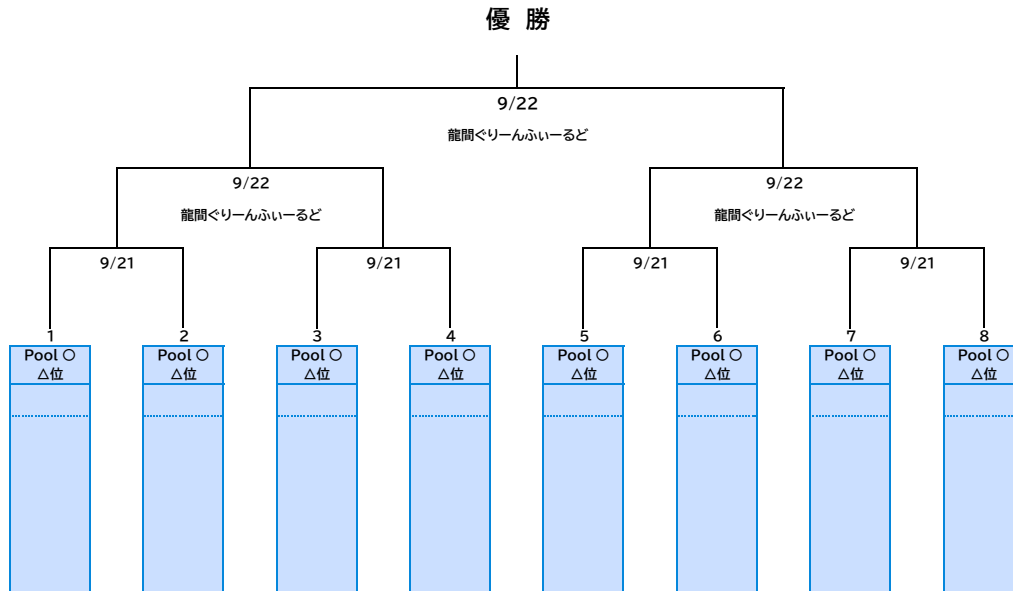 優 勝
9/22
龍間ぐりーんふぃーるど
9/22
9/22
龍間ぐりーんふぃーるど
龍間ぐりーんふぃーるど
9/21
9/21
9/21
9/21
1
2
3
4
5
6
7
8
Pool 〇
△位
Pool 〇
△位
Pool 〇
△位
Pool 〇
△位
Pool 〇
△位
Pool 〇
△位
Pool 〇
△位
Pool 〇
△位